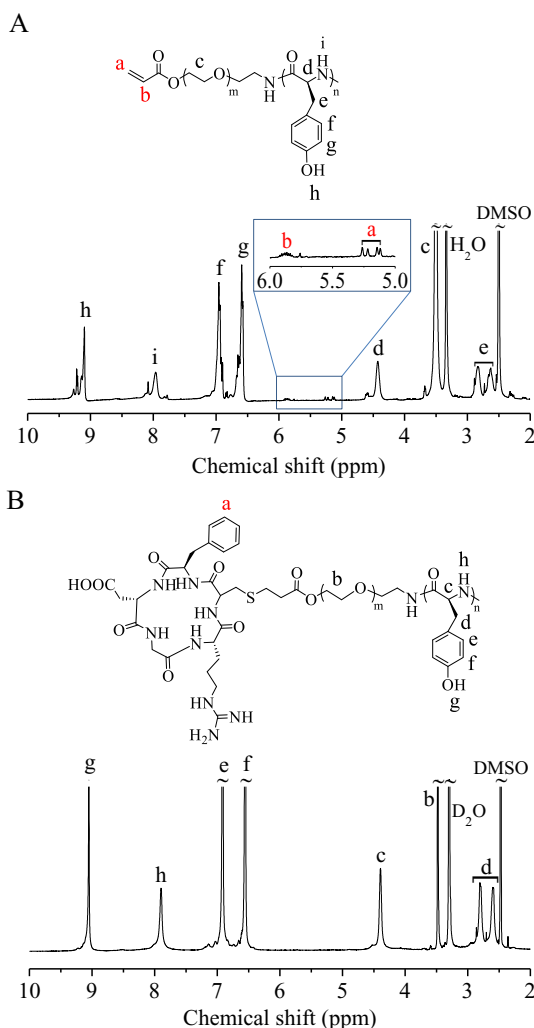 A
i
H
N
O
a
c
d
O
O
m
N
H
n
b
e
f
g
OH
h
DMSO
~ ~
~
b
a
c
H₂O
g
f
6.0
5.5
5.0
h
i
d
e
10
9
8
7
6
5
4
3
2
Chemical shift (ppm)
B
a
O
HO
O
NH
HN
O
O
NH
S
O
b
O
O
m
N
H
O
c
h
H
N
n
d
e
f
OH
g
O
NH
O
HN
O
HN
NH
H₂N
g
e
f
DMSO
~
~
~ ~
~
b
D₂O
c
d
h
10
9
8
7
6
5
4
3
2
Chemical shift (ppm)